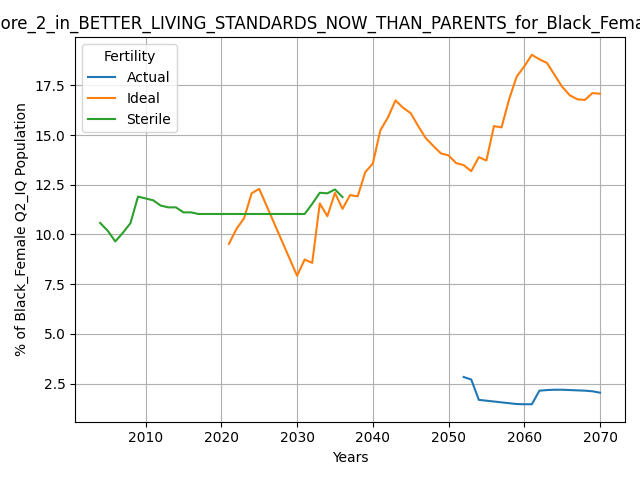 ore_2_in_BETTER_LIVING_STANDARDS_NOW_THAN_PARENTS_for_Black_Fema
Fertility
Actual
Ideal
Sterile
% of Black_Female Q2_IQ Population
17.5
15.0
12.5
10.0
7.5
5.0
2.5
2010 2020 2030 2040 2050 2060 2070
Years